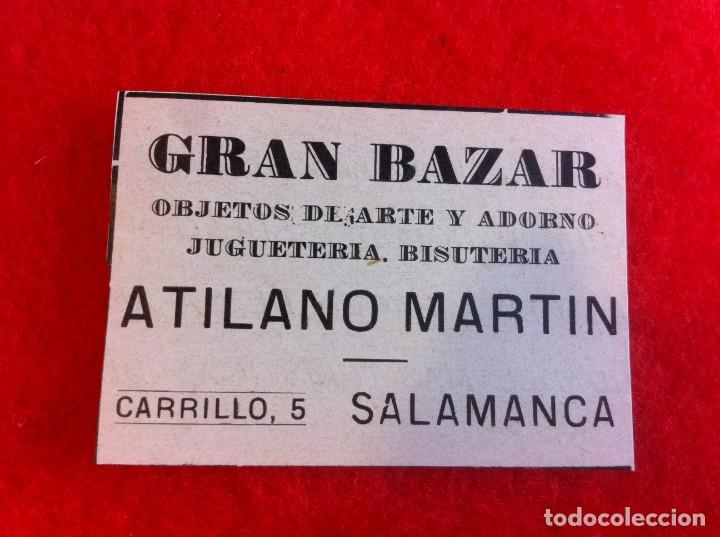 GRAN BAZAR
OBJETOS DE ARTE Y ADORNO
JUGUETERIA. BISUTERIA
ATILANO MARTIN
CARRILLO, 5 SALAMANCA
todocoleccion